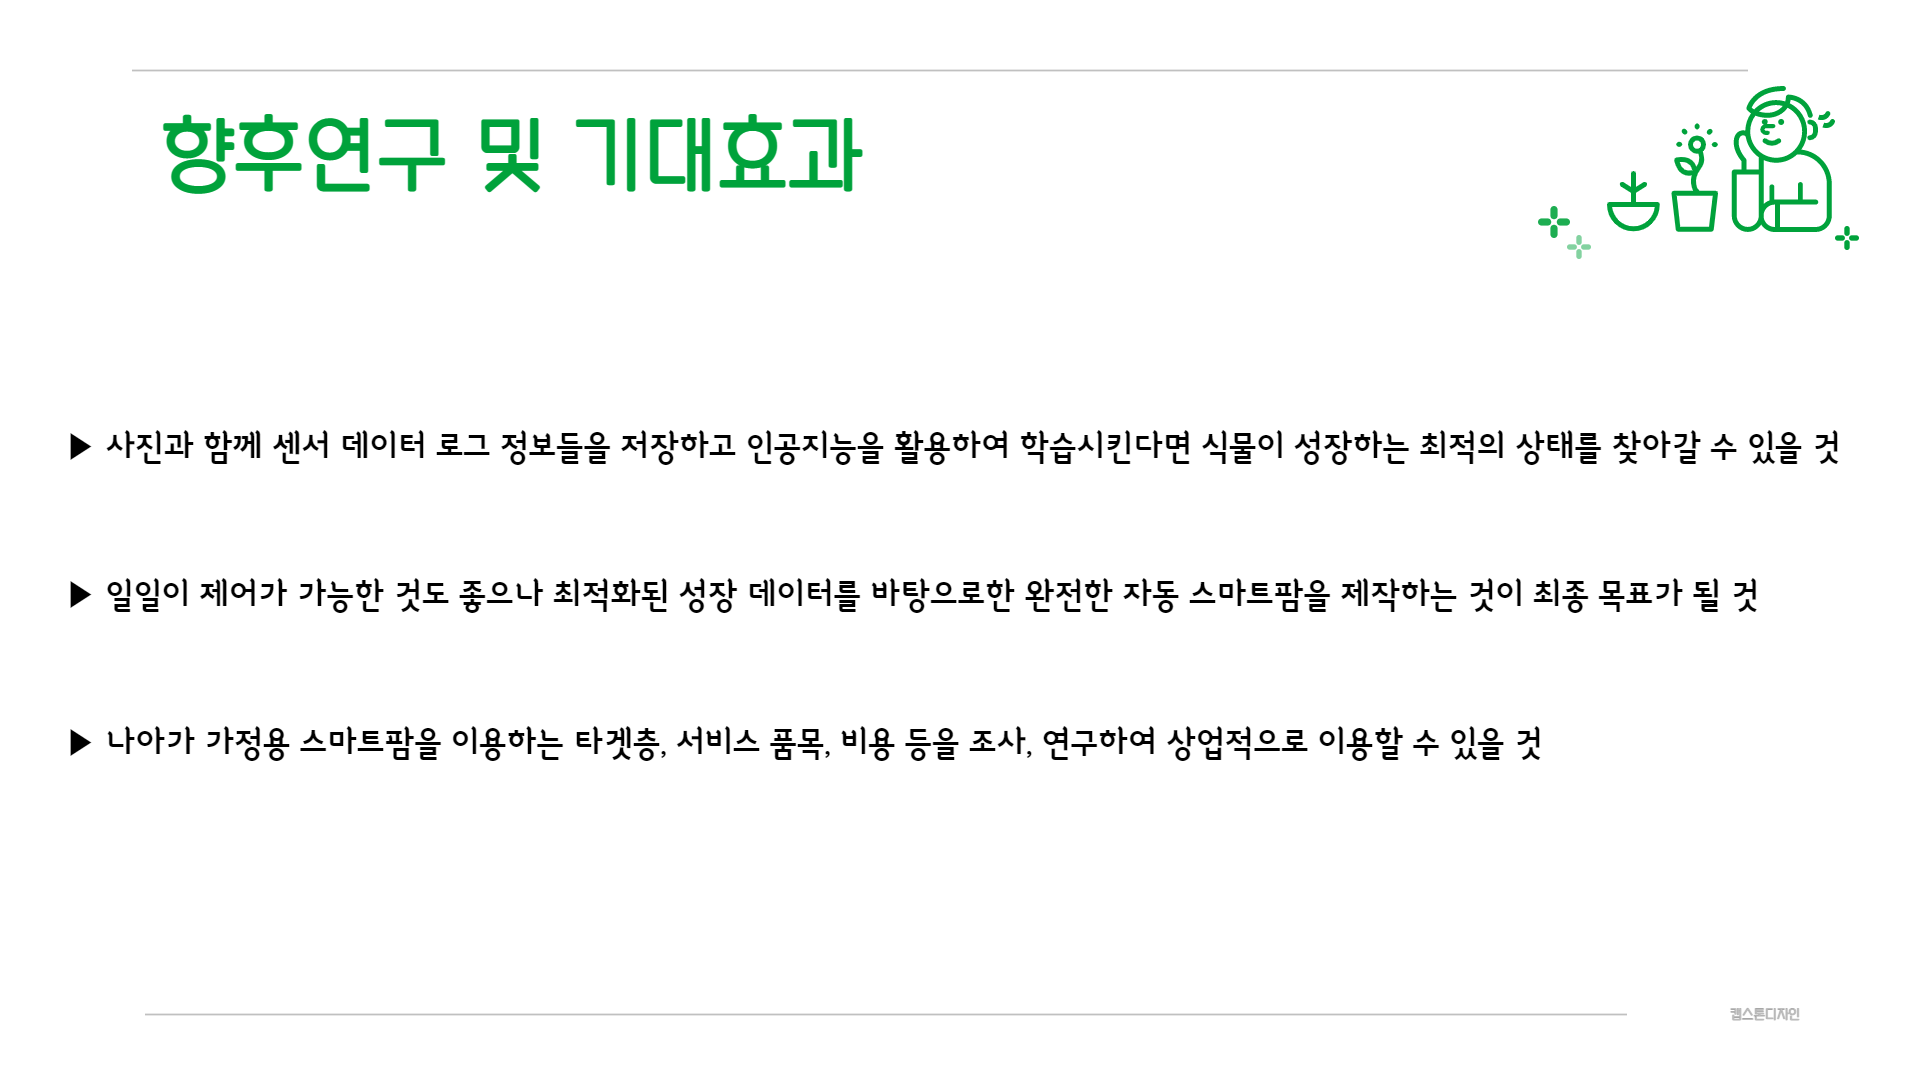 향후연구 및 기대효과
▶ 사진과 함께 센서 데이터 로그 정보들을 저장하고 인공지능을 활용하여 학습시킨다면 식물이 성장하는 최적의 상태를 찾아갈 수 있을 것
▶ 일일이 제어가 가능한 것도 좋으나 최적화된 성장 데이터를 바탕으로한 완전한 자동 스마트팜을 제작하는 것이 최종 목표가 될 것
▶ 나아가 가정용 스마트팜을 이용하는 타겟층, 서비스 품목, 비용 등을 조사, 연구하여 상업적으로 이용할 수 있을 것
캡스톤디자인